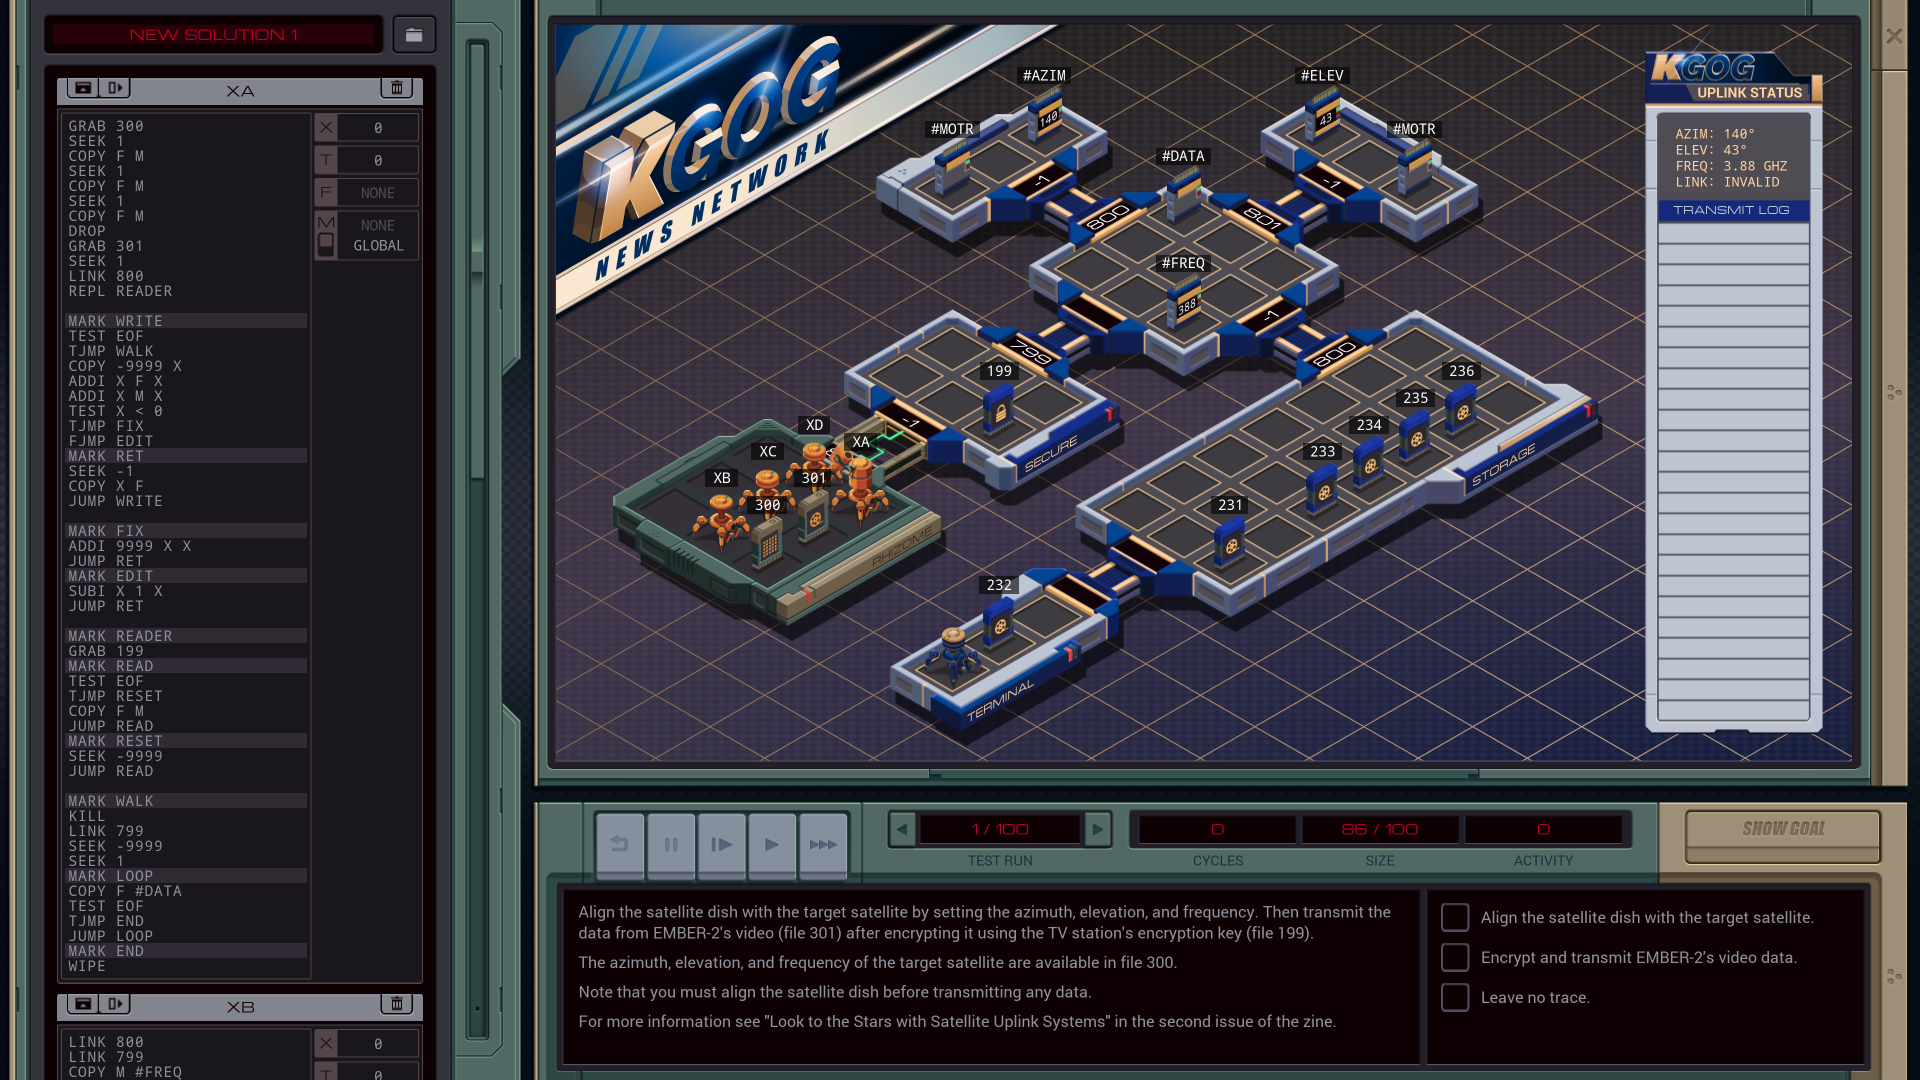 NEW SOLUTION 1
XA
GRAB 300
SEEK 1
COPY F M
SEEK 1
COPY F M
SEEK 1
COPY F M
DROP
GRAB 301
SEEK 1
LINK 800
REPL READER
MARK WRITE
TEST EOF
TJMP WALK
COPY -9999 X
ADDI X F X
ADDI X M X
TEST X < 0
TJMP FIX
FJMP EDIT
MARK RET
SEEK -1
COPY X F
JUMP WRITE
MARK FIX
ADDI 9999 X X
JUMP RET
MARK EDIT
SUBI X 1 X
JUMP RET
MARK READER
GRAB 199
MARK READ
TEST EOF
TJMP RESET
COPY F M
JUMP READ
MARK RESET
SEEK -9999
JUMP READ
MARK WALK
KILL
LINK 799
SEEK -9999
SEEK 1
MARK LOOP
COPY F #DATA
TEST EOF
TJMP END
JUMP LOOP
MARK END
WIPE
X 0
T 0
F NONE
M NONE
GLOBAL
XB
LINK 800
LINK 799
COPY M #FREQ
X 0
T 0
KGOG
NEWS NETWORK
#AZIM
140
#MOTR
-1
800
#DATA
#ELEV
43
#MOTR
-1
801
#FREQ
388
-1
799
800
199
-1
SECURE
XD
XA
XC
XB
301
300
RHIZOME
236
235
234
233
231
STORAGE
232
TERMINAL
KGOG
UPLINK STATUS
AZIM: 140°
ELEV: 43°
FREQ: 3.88 GHZ
LINK: INVALID
TRANSMIT LOG
1 / 100
TEST RUN
0
CYCLES
86 / 100
SIZE
0
ACTIVITY
SHOW GOAL
Align the satellite dish with the target satellite by setting the azimuth, elevation, and frequency. Then transmit the
data from EMBER-2's video (file 301) after encrypting it using the TV station's encryption key (file 199).
The azimuth, elevation, and frequency of the target satellite are available in file 300.
Note that you must align the satellite dish before transmitting any data.
For more information see "Look to the Stars with Satellite Uplink Systems" in the second issue of the zine.
Align the satellite dish with the target satellite.
Encrypt and transmit EMBER-2's video data.
Leave no trace.